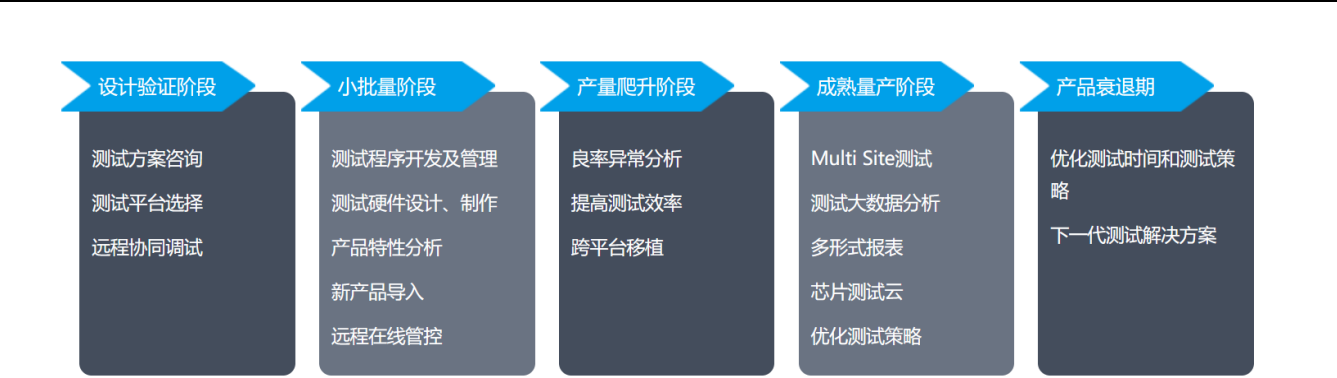 设计验证阶段
测试方案咨询
测试平台选择
远程协同调试
小批量阶段
测试程序开发及管理
测试硬件设计、制作
产品特性分析
新产品导入
远程在线管控
产量爬升阶段
良率异常分析
提高测试效率
跨平台移植
成熟量产阶段
Multi Site测试
测试大数据分析
多形式报表
芯片测试云
优化测试策略
产品衰退期
优化测试时间和测试策
略
下一代测试解决方案